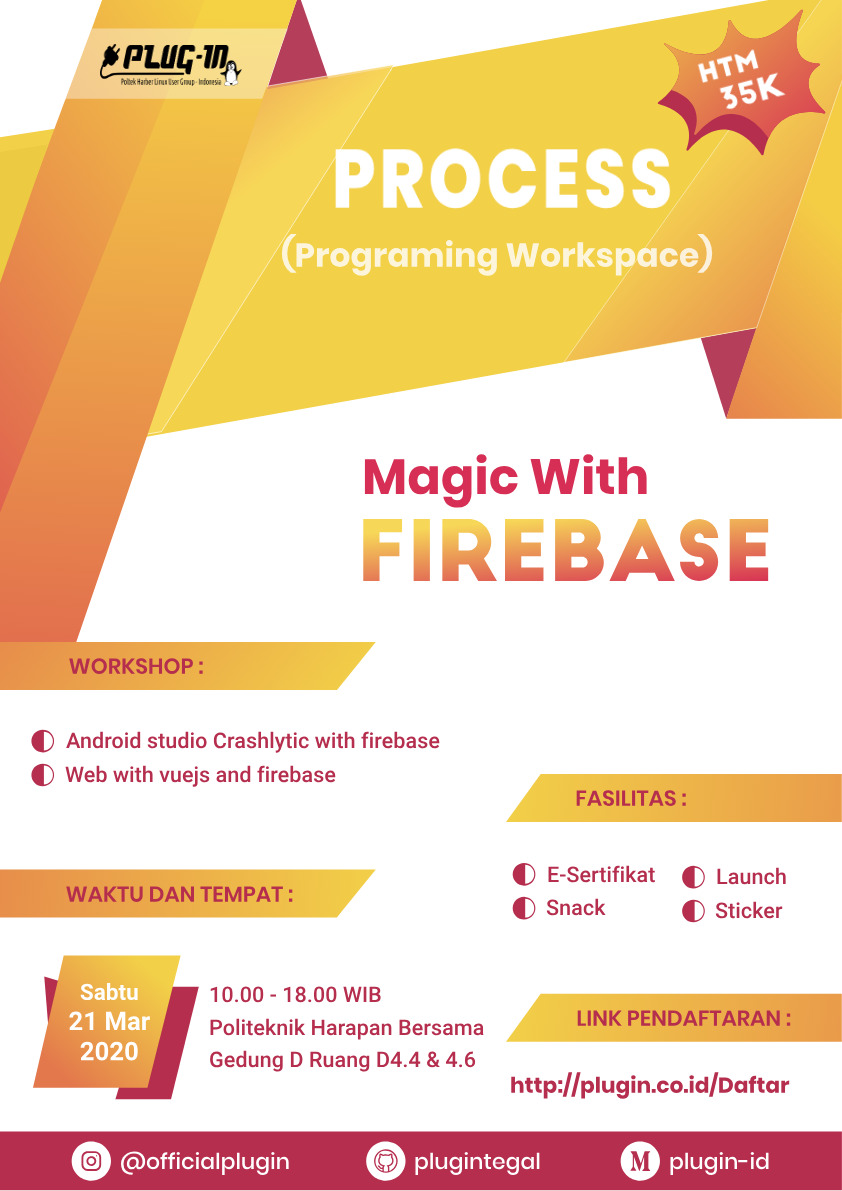 PLUG-IN
Poltek Harber Linux User Group - Indonesia
HTM
35K
PROCESS
(Programing Workspace)
Magic With
FIREBASE
WORKSHOP :
Android studio Crashlytic with firebase
Web with vuejs and firebase
FASILITAS :
E-Sertifikat
Launch
Snack
Sticker
WAKTU DAN TEMPAT :
Sabtu
21 Mar
2020
10.00 - 18.00 WIB
Politeknik Harapan Bersama
Gedung D Ruang D4.4 & 4.6
LINK PENDAFTARAN :
http://plugin.co.id/Daftar
@officialplugin
plugintegal
M plugin-id